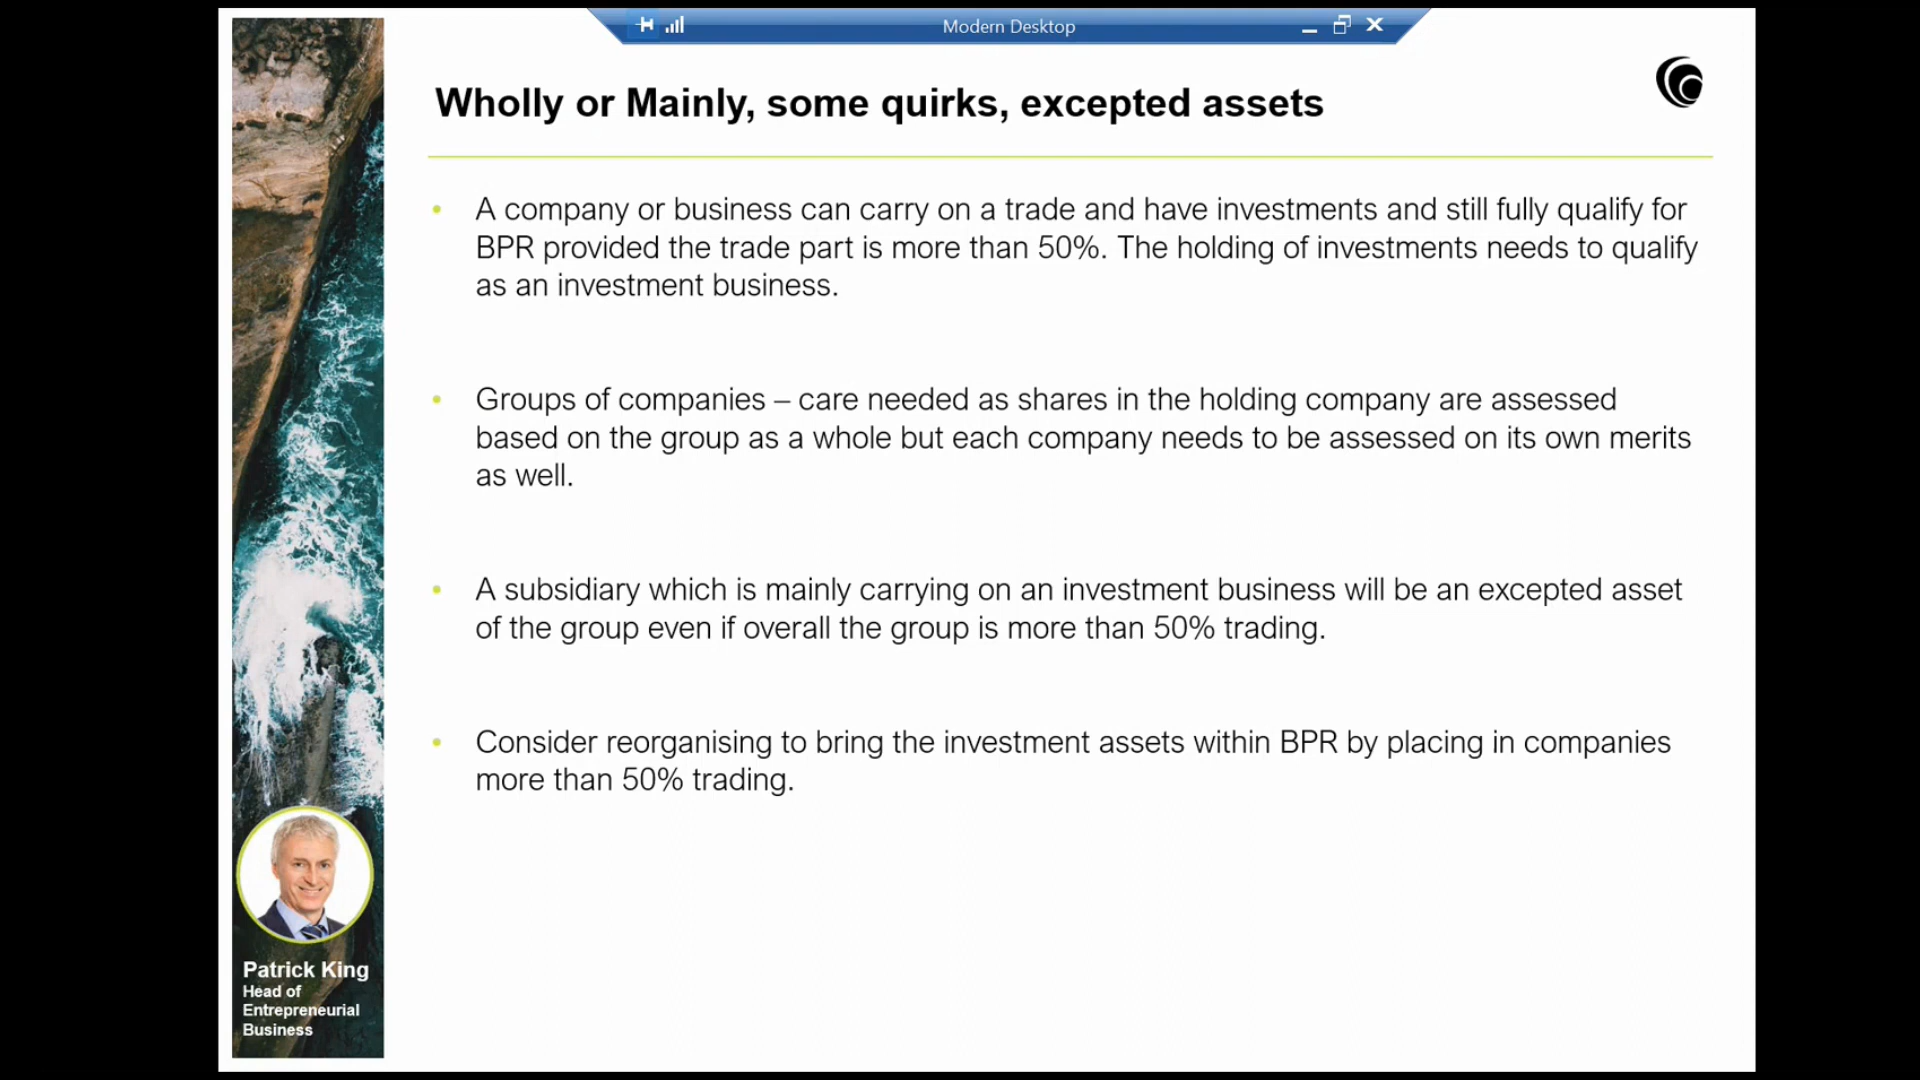 Modern Desktop
Wholly or Mainly, some quirks, excepted assets
• A company or business can carry on a trade and have investments and still fully qualify for
BPR provided the trade part is more than 50%. The holding of investments needs to qualify
as an investment business.
• Groups of companies – care needed as shares in the holding company are assessed
based on the group as a whole but each company needs to be assessed on its own merits
as well.
• A subsidiary which is mainly carrying on an investment business will be an excepted asset
of the group even if overall the group is more than 50% trading.
• Consider reorganising to bring the investment assets within BPR by placing in companies
more than 50% trading.
Patrick King
Head of
Entrepreneurial
Business